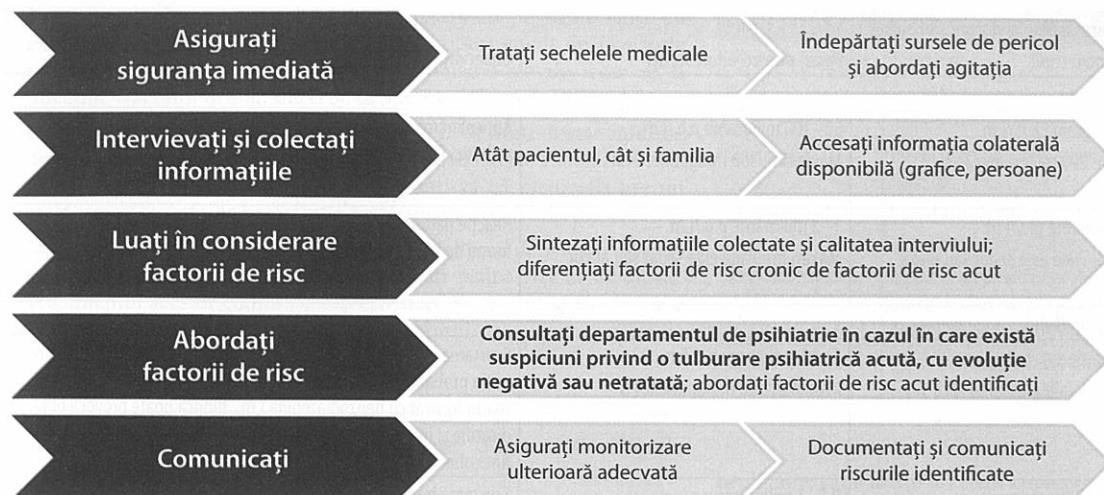 Asigurați
siguranța imediată
Tratați sechelele medicale
Îndepărtați sursele de pericol
și abordați agitația
Intervievați și colectați
informațiile
Atât pacientul, cât și familia
Accesați informația colaterală
disponibilă (grafice, persoane)
Luați în considerare
factorii de risc
Sintezați informațiile colectate și calitatea interviului;
diferențiați factorii de risc cronic de factorii de risc acut
Abordați
factorii de risc
Consultați departamentul de psihiatrie în cazul în care există
suspiciuni privind o tulburare psihiatrică acută, cu evoluție
negativă sau netratată; abordați factorii de risc acut identificați
Comunicați
Asigurați monitorizare
ulterioară adecvată
Documentați și comunicați
riscurile identificate